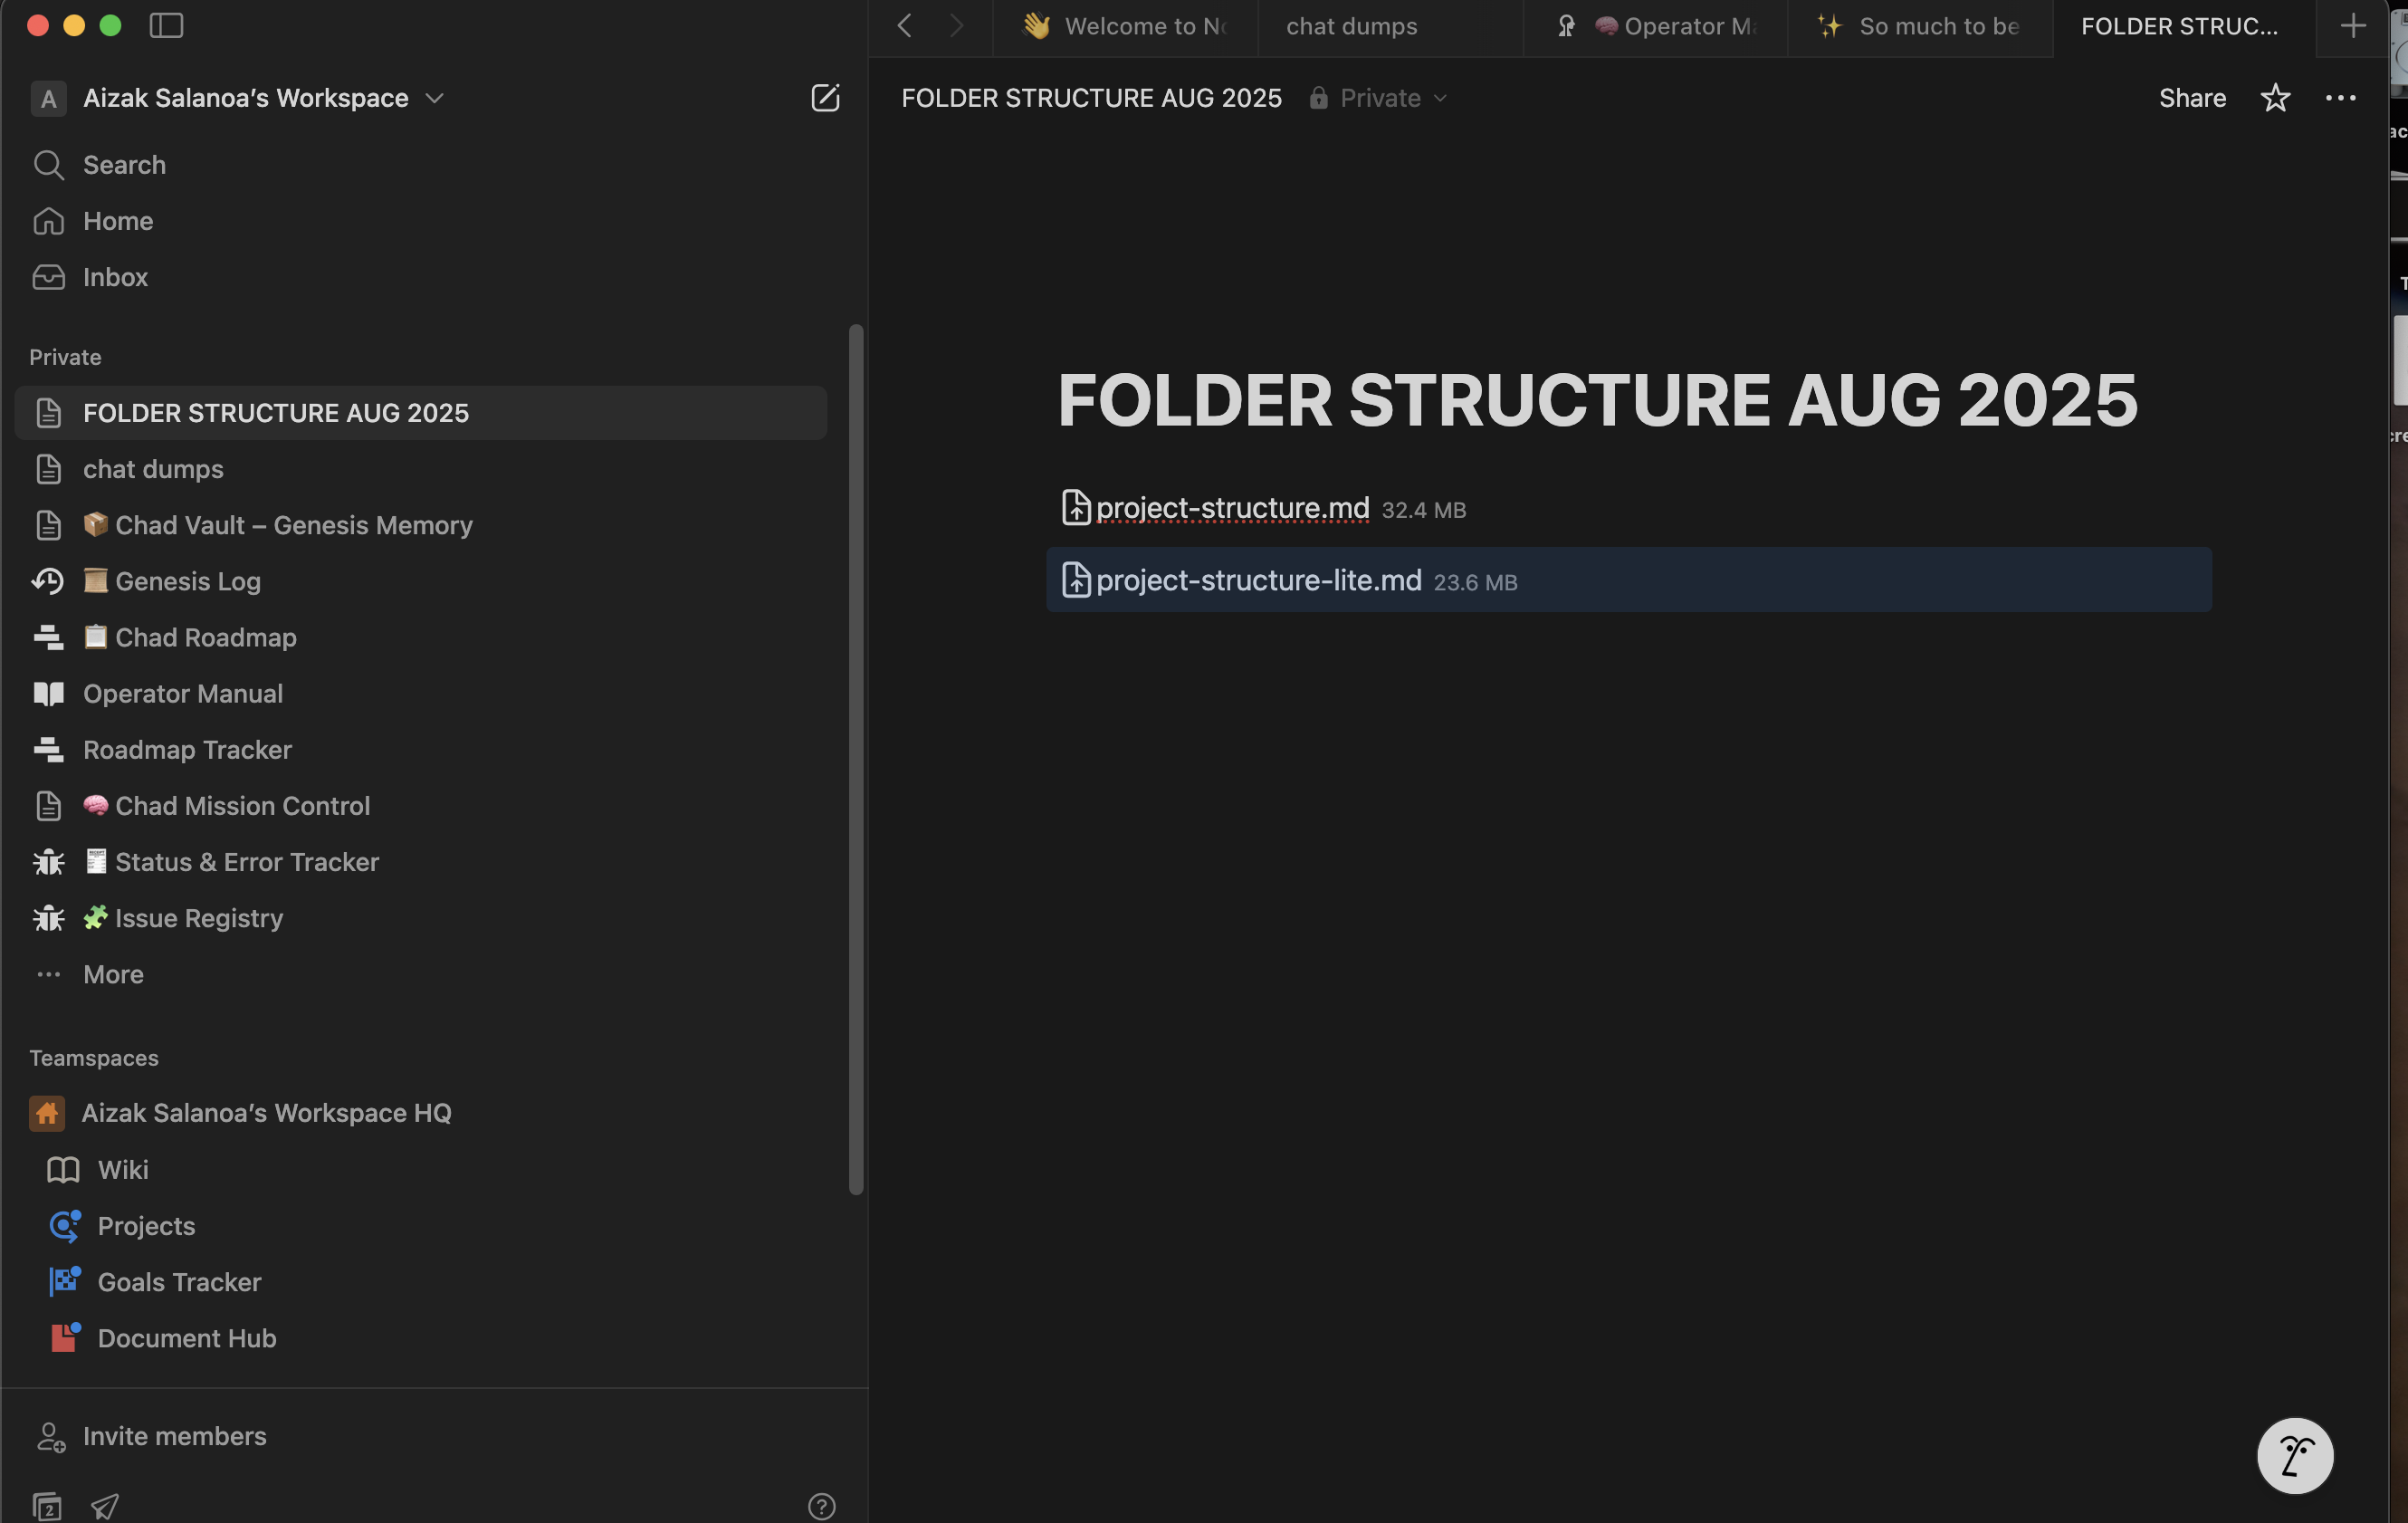 Welcome to No
chat dumps
Operator Ma
So much to be
FOLDER STRUC...
A
Aizak Salanoa's Workspace
FOLDER STRUCTURE AUG 2025
Private
Share
Search
Home
Inbox
Private
FOLDER STRUCTURE AUG 2025
chat dumps
Chad Vault – Genesis Memory
Genesis Log
Chad Roadmap
Operator Manual
Roadmap Tracker
Chad Mission Control
Status & Error Tracker
Issue Registry
More
Teamspaces
Aizak Salanoa's Workspace HQ
Wiki
Projects
Goals Tracker
Document Hub
Invite members
2
?
FOLDER STRUCTURE AUG 2025
project-structure.md 32.4 MB
project-structure-lite.md 23.6 MB